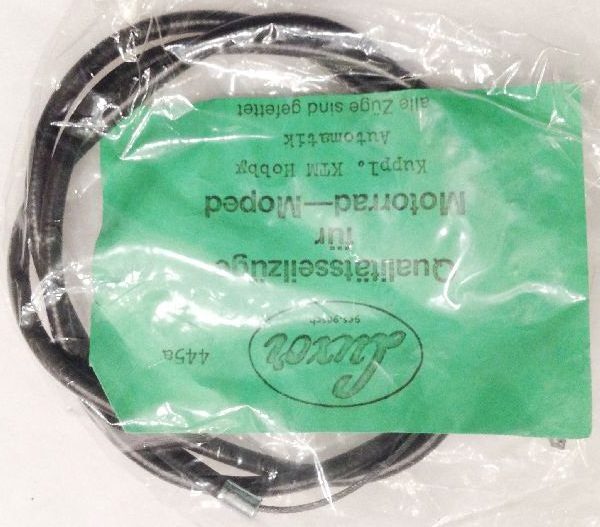 Luxor
ges. gesch
445a
Qualitätsseilzüge
für
Motorrad—Moped
Kuppl. KTM Hobby
Automatik
alle Züge sind gefettet